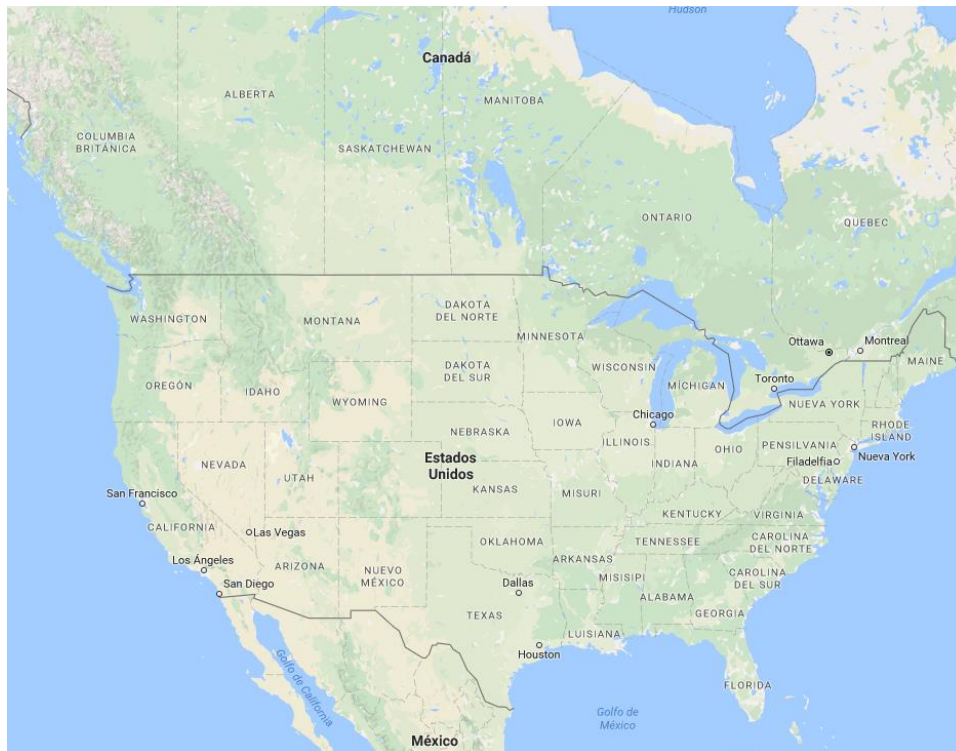 Hudson
Canadá
ALBERTA
MANITOBA
COLUMBIA
BRITÁNICA
SASKATCHEWAN
ONTARIO
QUEBEC
DAKOTA
DEL NORTE
WASHINGTON
MONTANA
MINNESOTA
Ottawa
Montreal
DAKOTA
DEL SUR
WISCONSIN
MAINE
OREGÓN
IDAHO
MÍCHIGAN
Toronto
WYOMING
NUEVA YORK
Chicago
IOWA
NEBRASKA
RHODE
ISLAND
ILLINOIS
OHIO
PENSILVANIA
Estados
Unidos
NEVADA
INDIANA
Filadelfia
Nueva York
UTAH
KANSAS
DELAWARE
San Francisco
MISURI
CALIFORNIA
KENTUCKY
VIRGINIA
Las Vegas
OKLAHOMA
TENNESSEE
CAROLINA
DEL NORTE
Los Ángeles
ARIZONA
NUEVO
MÉXICO
ARKANSAS
San Diego
Dallas
MISISIPI
CAROLINA
DEL SUR
ALABAMA
TEXAS
GEORGIA
LUISIANA
Houston
Golfo de California
FLORIDA
Golfo de
México
México